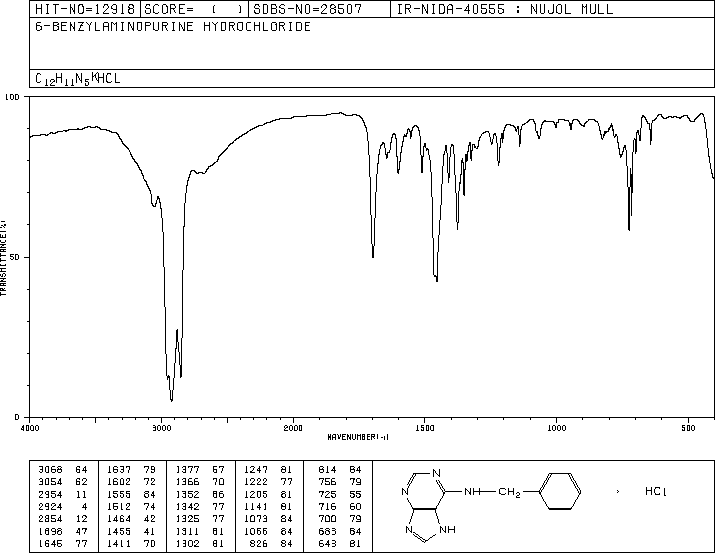 HIT-NO=12918 SCORE= ( ) SDBS-NO=28507 IR-NIDA-40555 : NUJOL MULL
6-BENZYLAMINOPURINE HYDROCHLORIDE
C12H11N5*HCL
100
50
0
TRANSMITTANCE(%)
4000 3000 2000 1500 1000 500
WAVENUMBER(-1)
3068 64 1637 79 1377 57 1247 81 814 84
3054 62 1602 72 1366 70 1222 77 756 79
2954 11 1555 84 1352 86 1205 81 725 55
2924 4 1512 74 1342 77 1141 81 716 60
2854 12 1464 42 1325 77 1073 84 700 79
1698 47 1455 41 1311 81 1066 84 683 84
1645 77 1411 70 1302 81 826 84 643 81
N N NH CH2 HCl
N NH